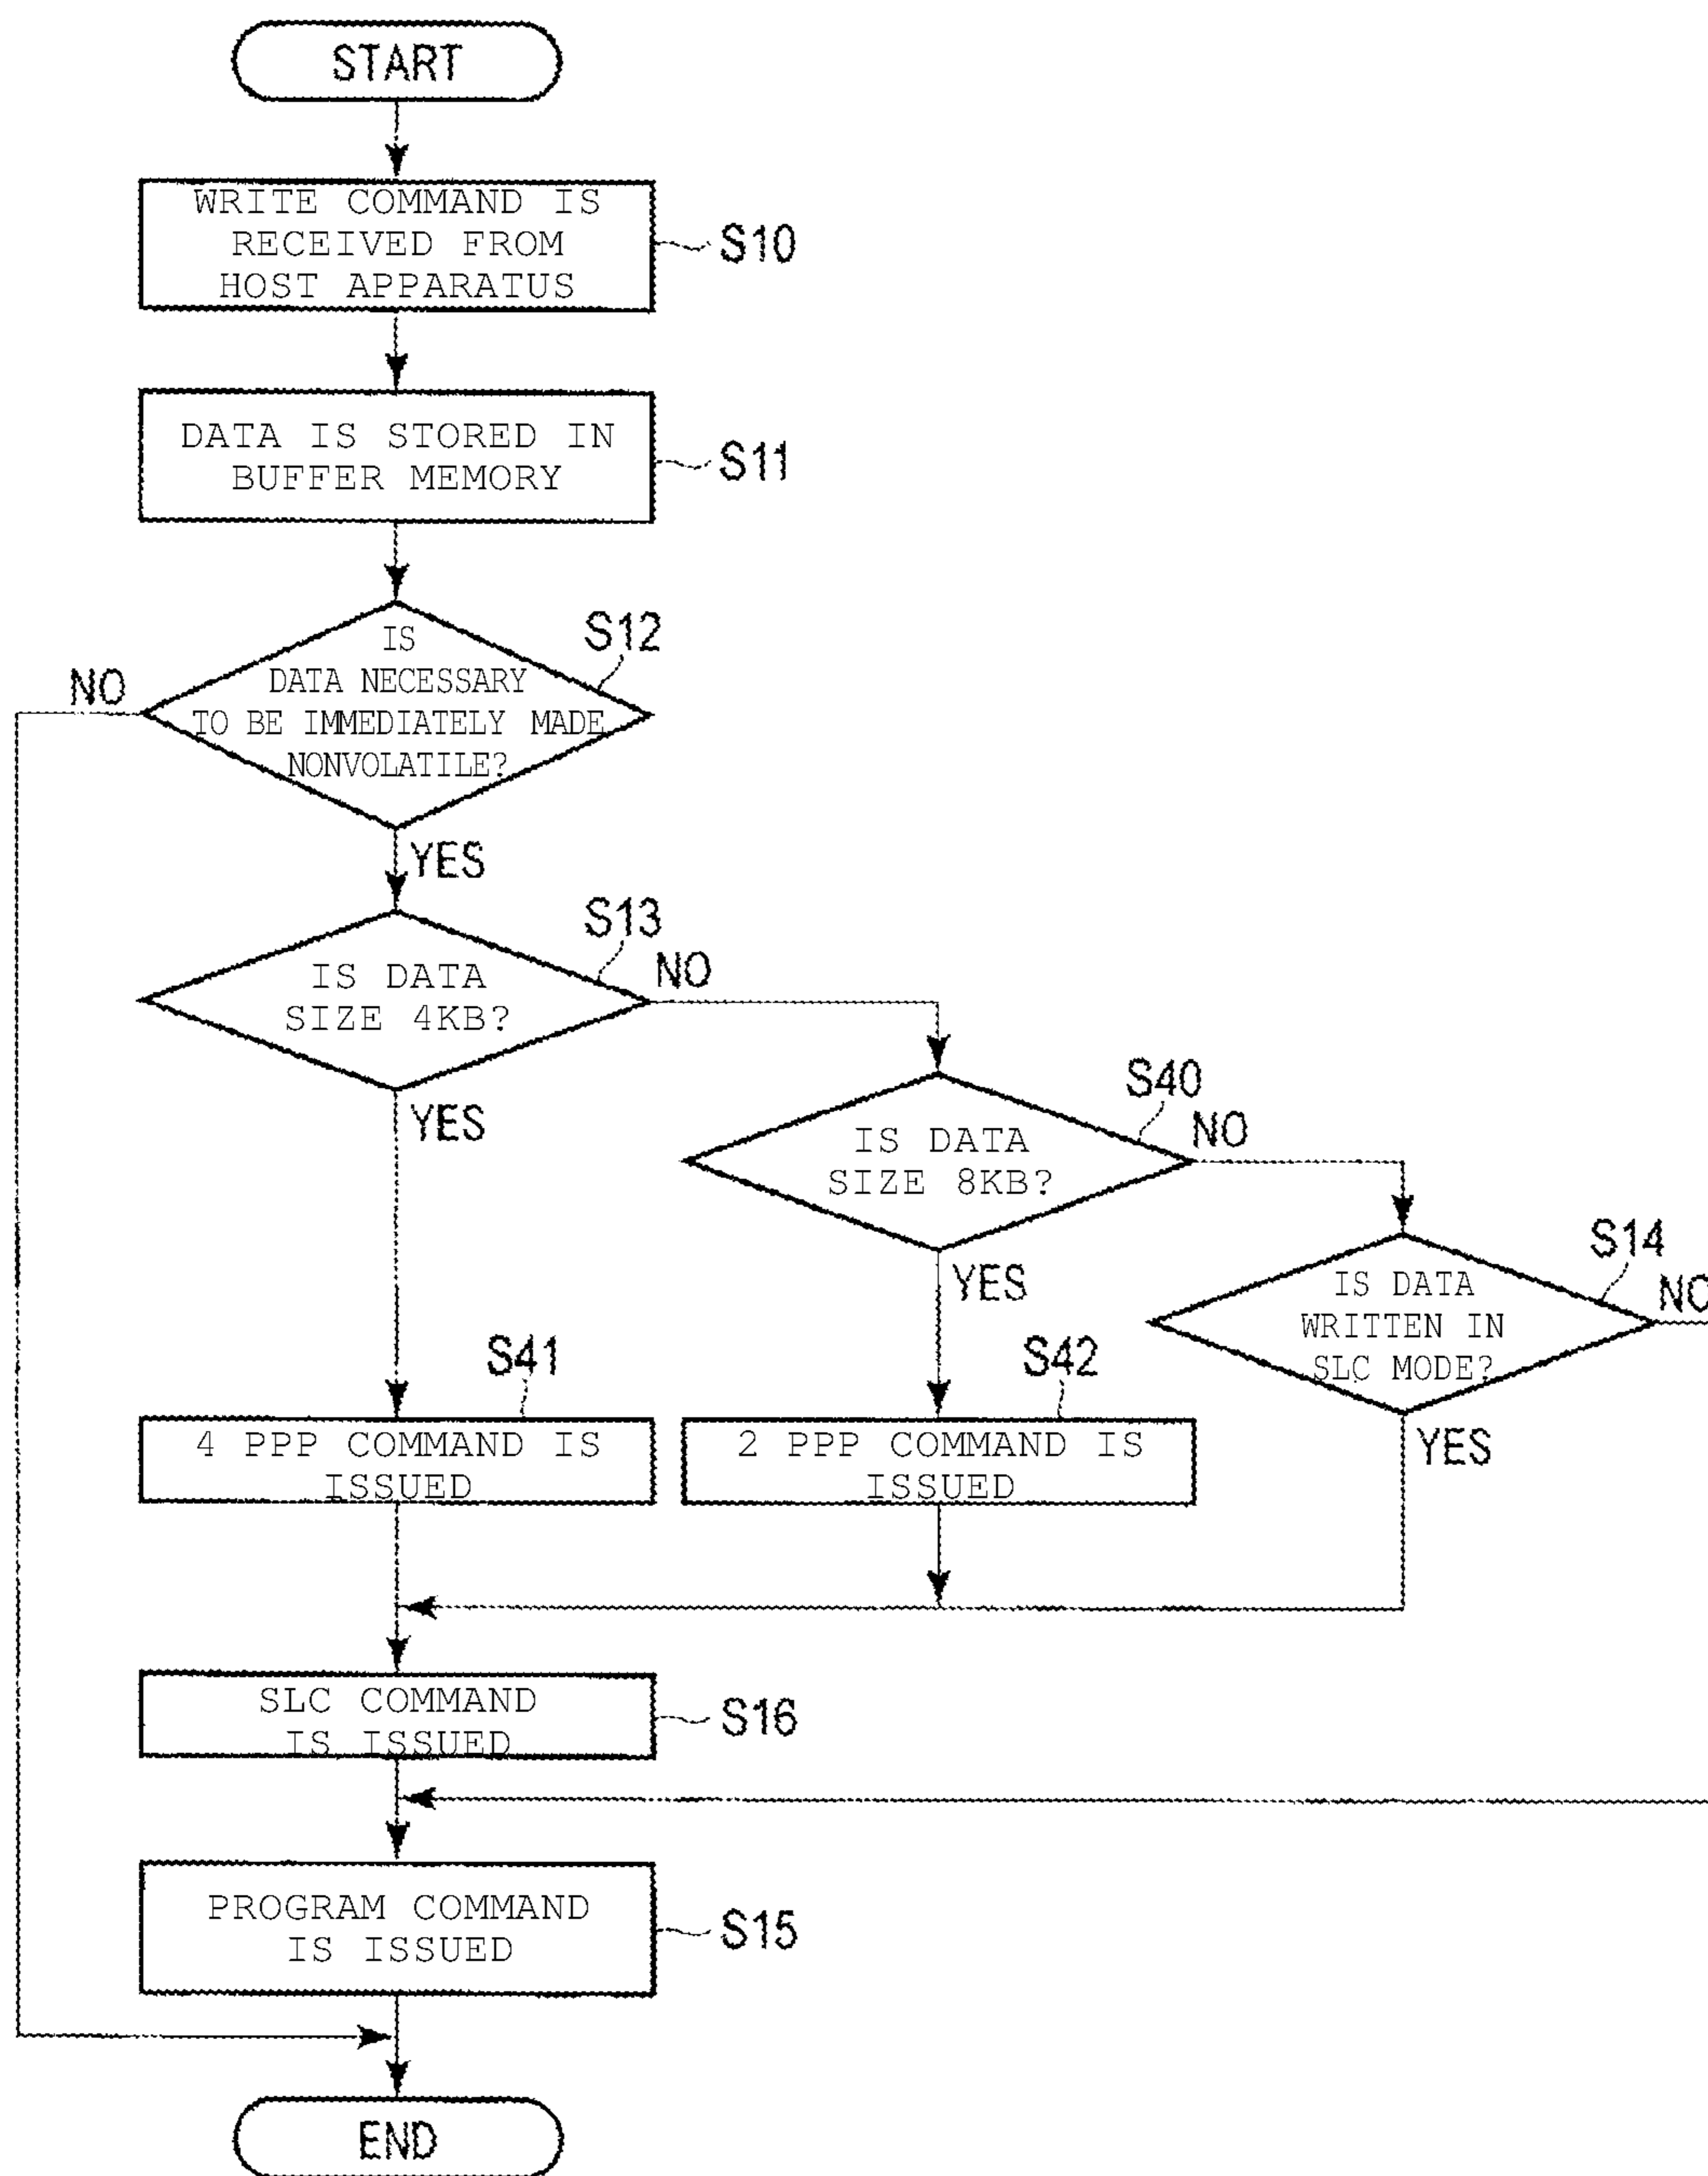 START
WRITE COMMAND IS
RECEIVED FROM
HOST APPARATUS
S10
DATA IS STORED IN
BUFFER MEMORY
S11
IS
DATA NECESSARY
TO BE IMMEDIATELY MADE
NONVOLATILE?
S12
NO
YES
IS DATA
SIZE 4KB?
S13
NO
YES
IS DATA
SIZE 8KB?
S40
NO
YES
IS DATA
WRITTEN IN
SLC MODE?
S14
NO
YES
S41
4 PPP COMMAND IS
ISSUED
S42
2 PPP COMMAND IS
ISSUED
SLC COMMAND
IS ISSUED
S16
PROGRAM COMMAND
IS ISSUED
S15
END